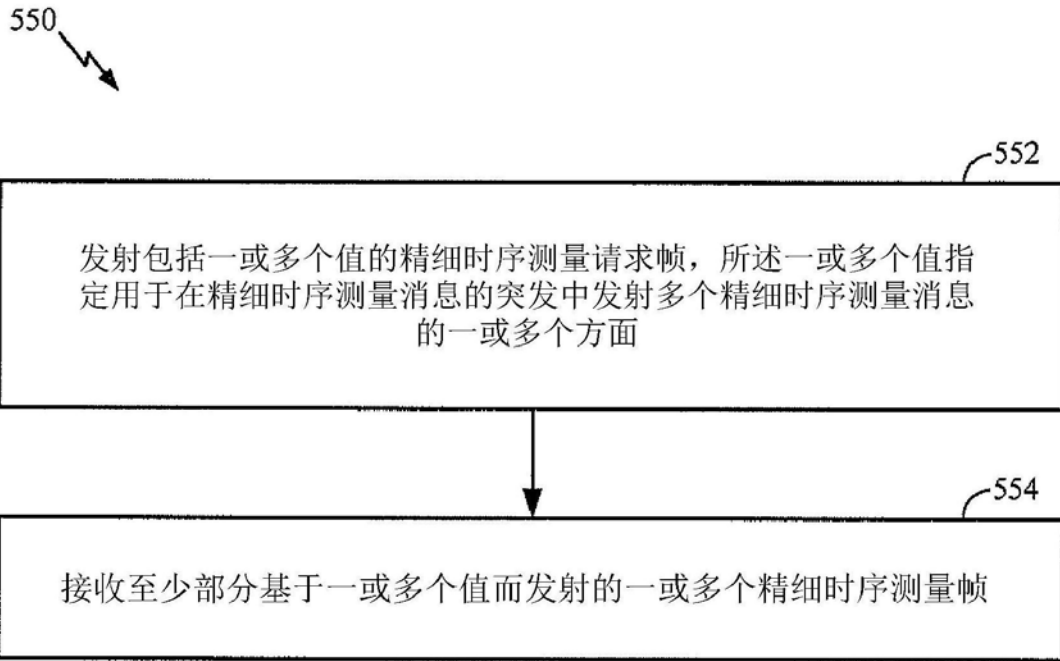 550
552
发射包括一或多个值的精细时序测量请求帧，所述一或多个值指
定用于在精细时序测量消息的突发中发射多个精细时序测量消息
的一或多个方面
554
接收至少部分基于一或多个值而发射的一或多个精细时序测量帧